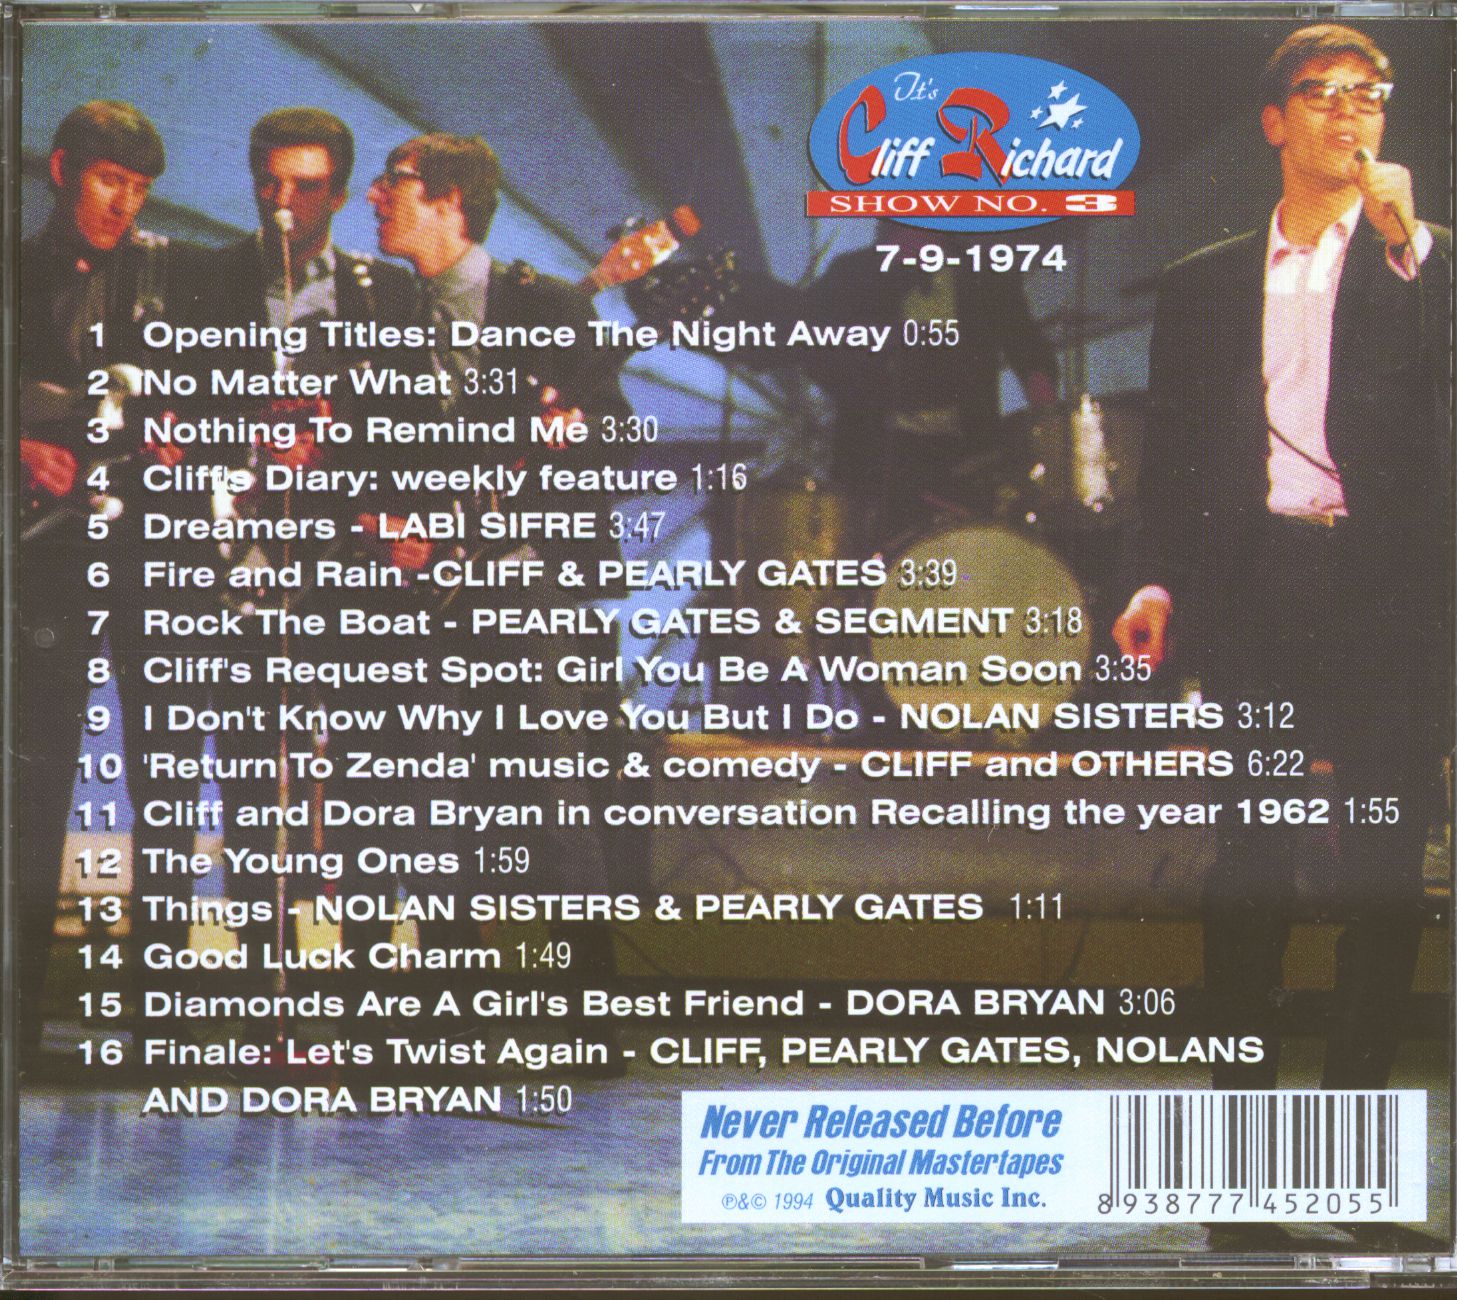 It's
Cliff Richard
SHOW NO. 3
7-9-1974
1 Opening Titles: Dance The Night Away 0:55
2 No Matter What 3:31
3 Nothing To Remind Me 3:30
4 Cliff's Diary: weekly feature 1:16
5 Dreamers - LABI SIFRE 3:47
6 Fire and Rain -CLIFF & PEARLY GATES 3:39
7 Rock The Boat - PEARLY GATES & SEGMENT 3:18
8 Cliff's Request Spot: Girl You Be A Woman Soon 3:35
9 I Don't Know Why I Love You But I Do - NOLAN SISTERS 3:12
10 'Return To Zenda' music & comedy - CLIFF and OTHERS 6:22
11 Cliff and Dora Bryan in conversation Recalling the year 1962 1:55
12 The Young Ones 1:59
13 Things - NOLAN SISTERS & PEARLY GATES 1:11
14 Good Luck Charm 1:49
15 Diamonds Are A Girl's Best Friend - DORA BRYAN 3:06
16 Finale: Let's Twist Again - CLIFF, PEARLY GATES, NOLANS
AND DORA BRYAN 1:50
Never Released Before
From The Original Mastertapes
℗&© 1994 Quality Music Inc.
8 938777 452055